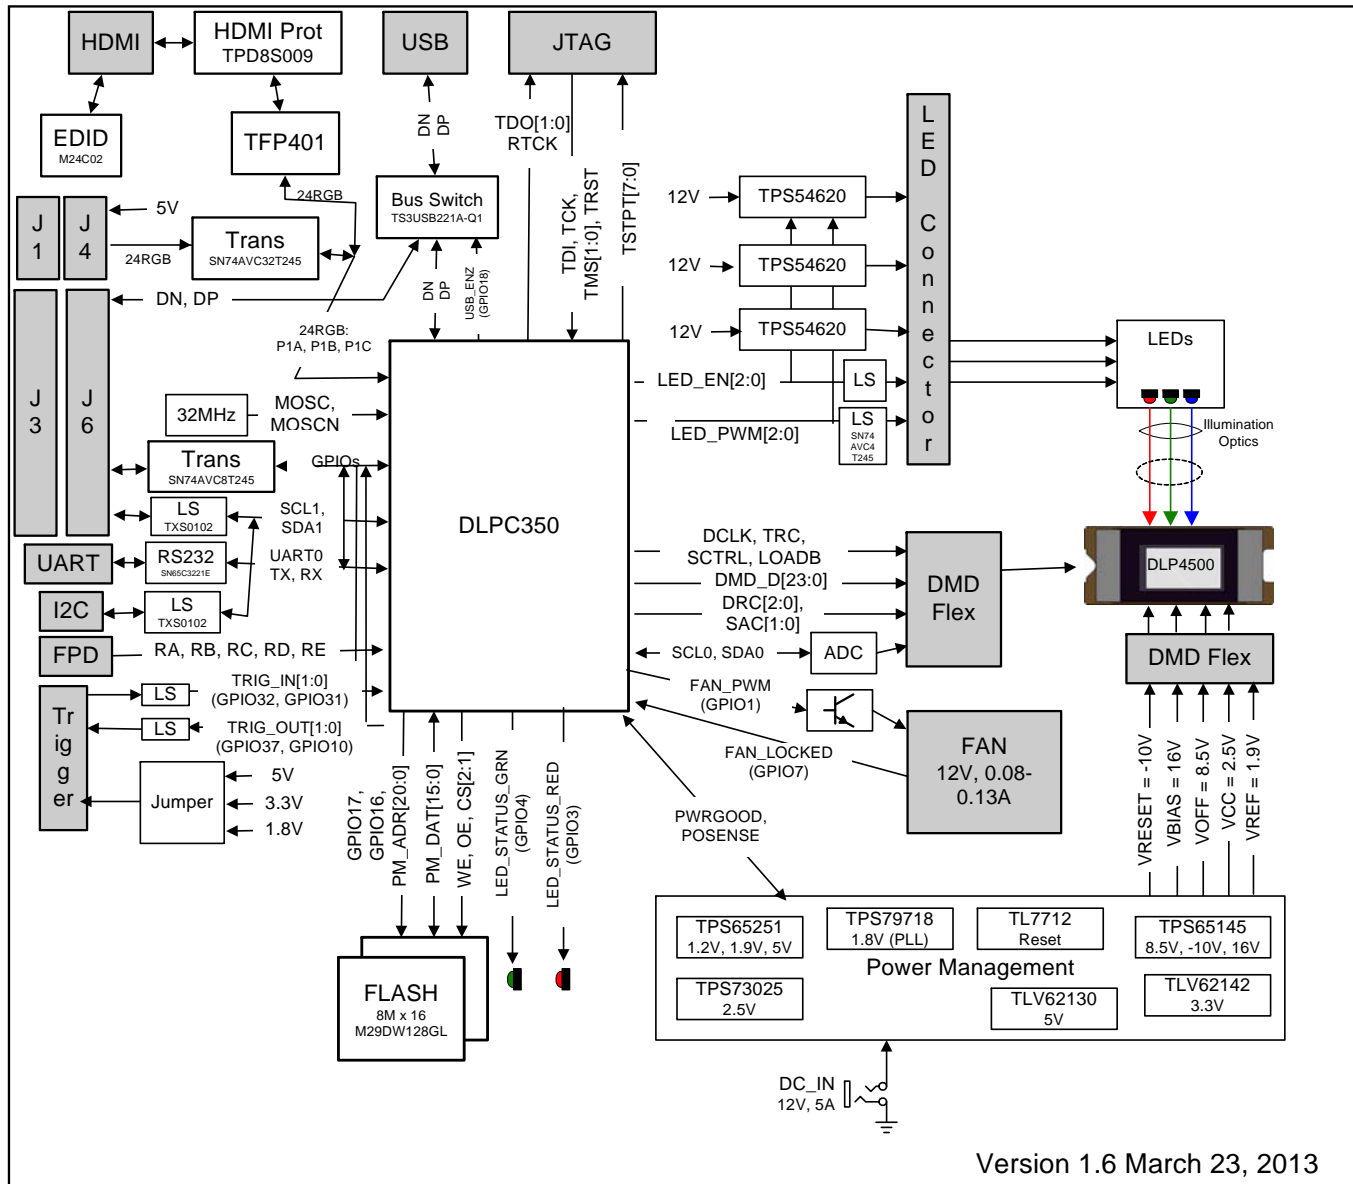 HDMI
HDMI Prot
TPD8S009
USB
JTAG
EDID
M24C02
TFP401
DN
DP
TDO[1:0]
RTCK
TDI, TCK,
TMS[1:0], TRST
TSTPT[7:0]
24RGB
Bus Switch
TS3USB221A-Q1
J
1
J
4
5V
24RGB
Trans
SN74AVC32T245
DN, DP
DN
DP
USB_ENZ
(GPIO18)
12V
TPS54620
12V
TPS54620
12V
TPS54620
LED Connector
LEDs
24RGB:
P1A, P1B, P1C
J
3
J
6
32MHz
MOSC,
MOSCN
LED_EN[2:0]
LS
LED_PWM[2:0]
LS
SN74
AVC4
T245
Illumination
Optics
Trans
SN74AVC8T245
GPIOs
LS
TXS0102
SCL1,
SDA1
DLPC350
UART
RS232
SN65C3221E
UART0
TX, RX
I2C
LS
TXS0102
FPD
RA, RB, RC, RD, RE
DCLK, TRC,
SCTRL, LOADB
DMD_D[23:0]
DRC[2:0],
SAC[1:0]
SCL0, SDA0
ADC
DMD
Flex
DLP4500
DMD Flex
Trigger
LS
TRIG_IN[1:0]
(GPIO32, GPIO31)
LS
TRIG_OUT[1:0]
(GPIO37, GPIO10)
Jumper
5V
3.3V
1.8V
FAN_PWM
(GPIO1)
FAN_LOCKED
(GPIO7)
FAN
12V, 0.08-
0.13A
PWRGOOD,
POSENSE
VRESET = -10V
VBIAS = 16V
VOFF = 8.5V
VCC = 2.5V
VREF = 1.9V
GPIO17,
GPIO16,
PM_ADR[20:0]
PM_DAT[15:0]
WE, OE, CS[2:1]
LED_STATUS_GRN
(GPIO4)
LED_STATUS_RED
(GPIO3)
FLASH
8M x 16
M29DW128GL
TPS65251
1.2V, 1.9V, 5V
TPS79718
1.8V (PLL)
TL7712
Reset
TPS65145
8.5V, -10V, 16V
Power Management
TPS73025
2.5V
TLV62130
5V
TLV62142
3.3V
DC_IN
12V, 5A
Version 1.6 March 23, 2013